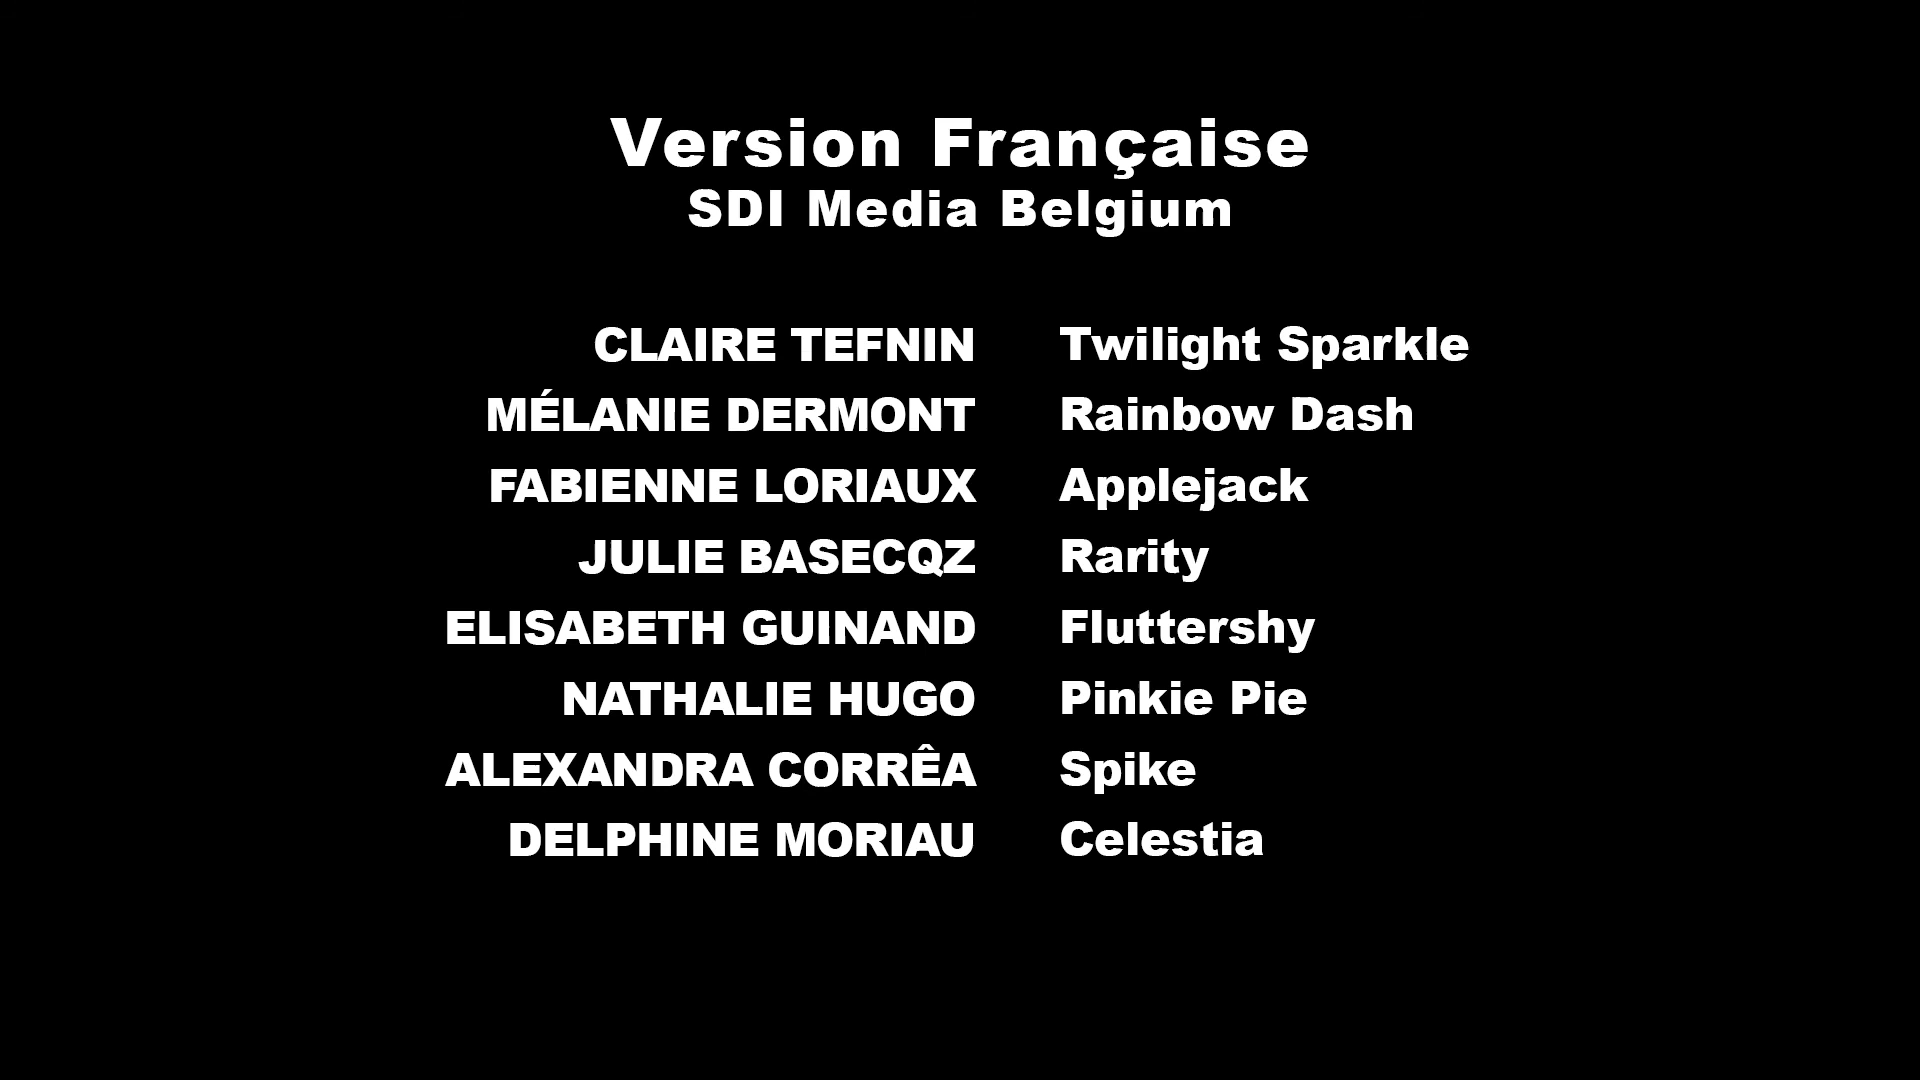 Version Française
SDI Media Belgium
CLAIRE TEFNIN Twilight Sparkle
MÉLANIE DERMONT Rainbow Dash
FABIENNE LORIAUX Applejack
JULIE BASECQZ Rarity
ELISABETH GUINAND Fluttershy
NATHALIE HUGO Pinkie Pie
ALEXANDRA CORRÊA Spike
DELPHINE MORIAU Celestia